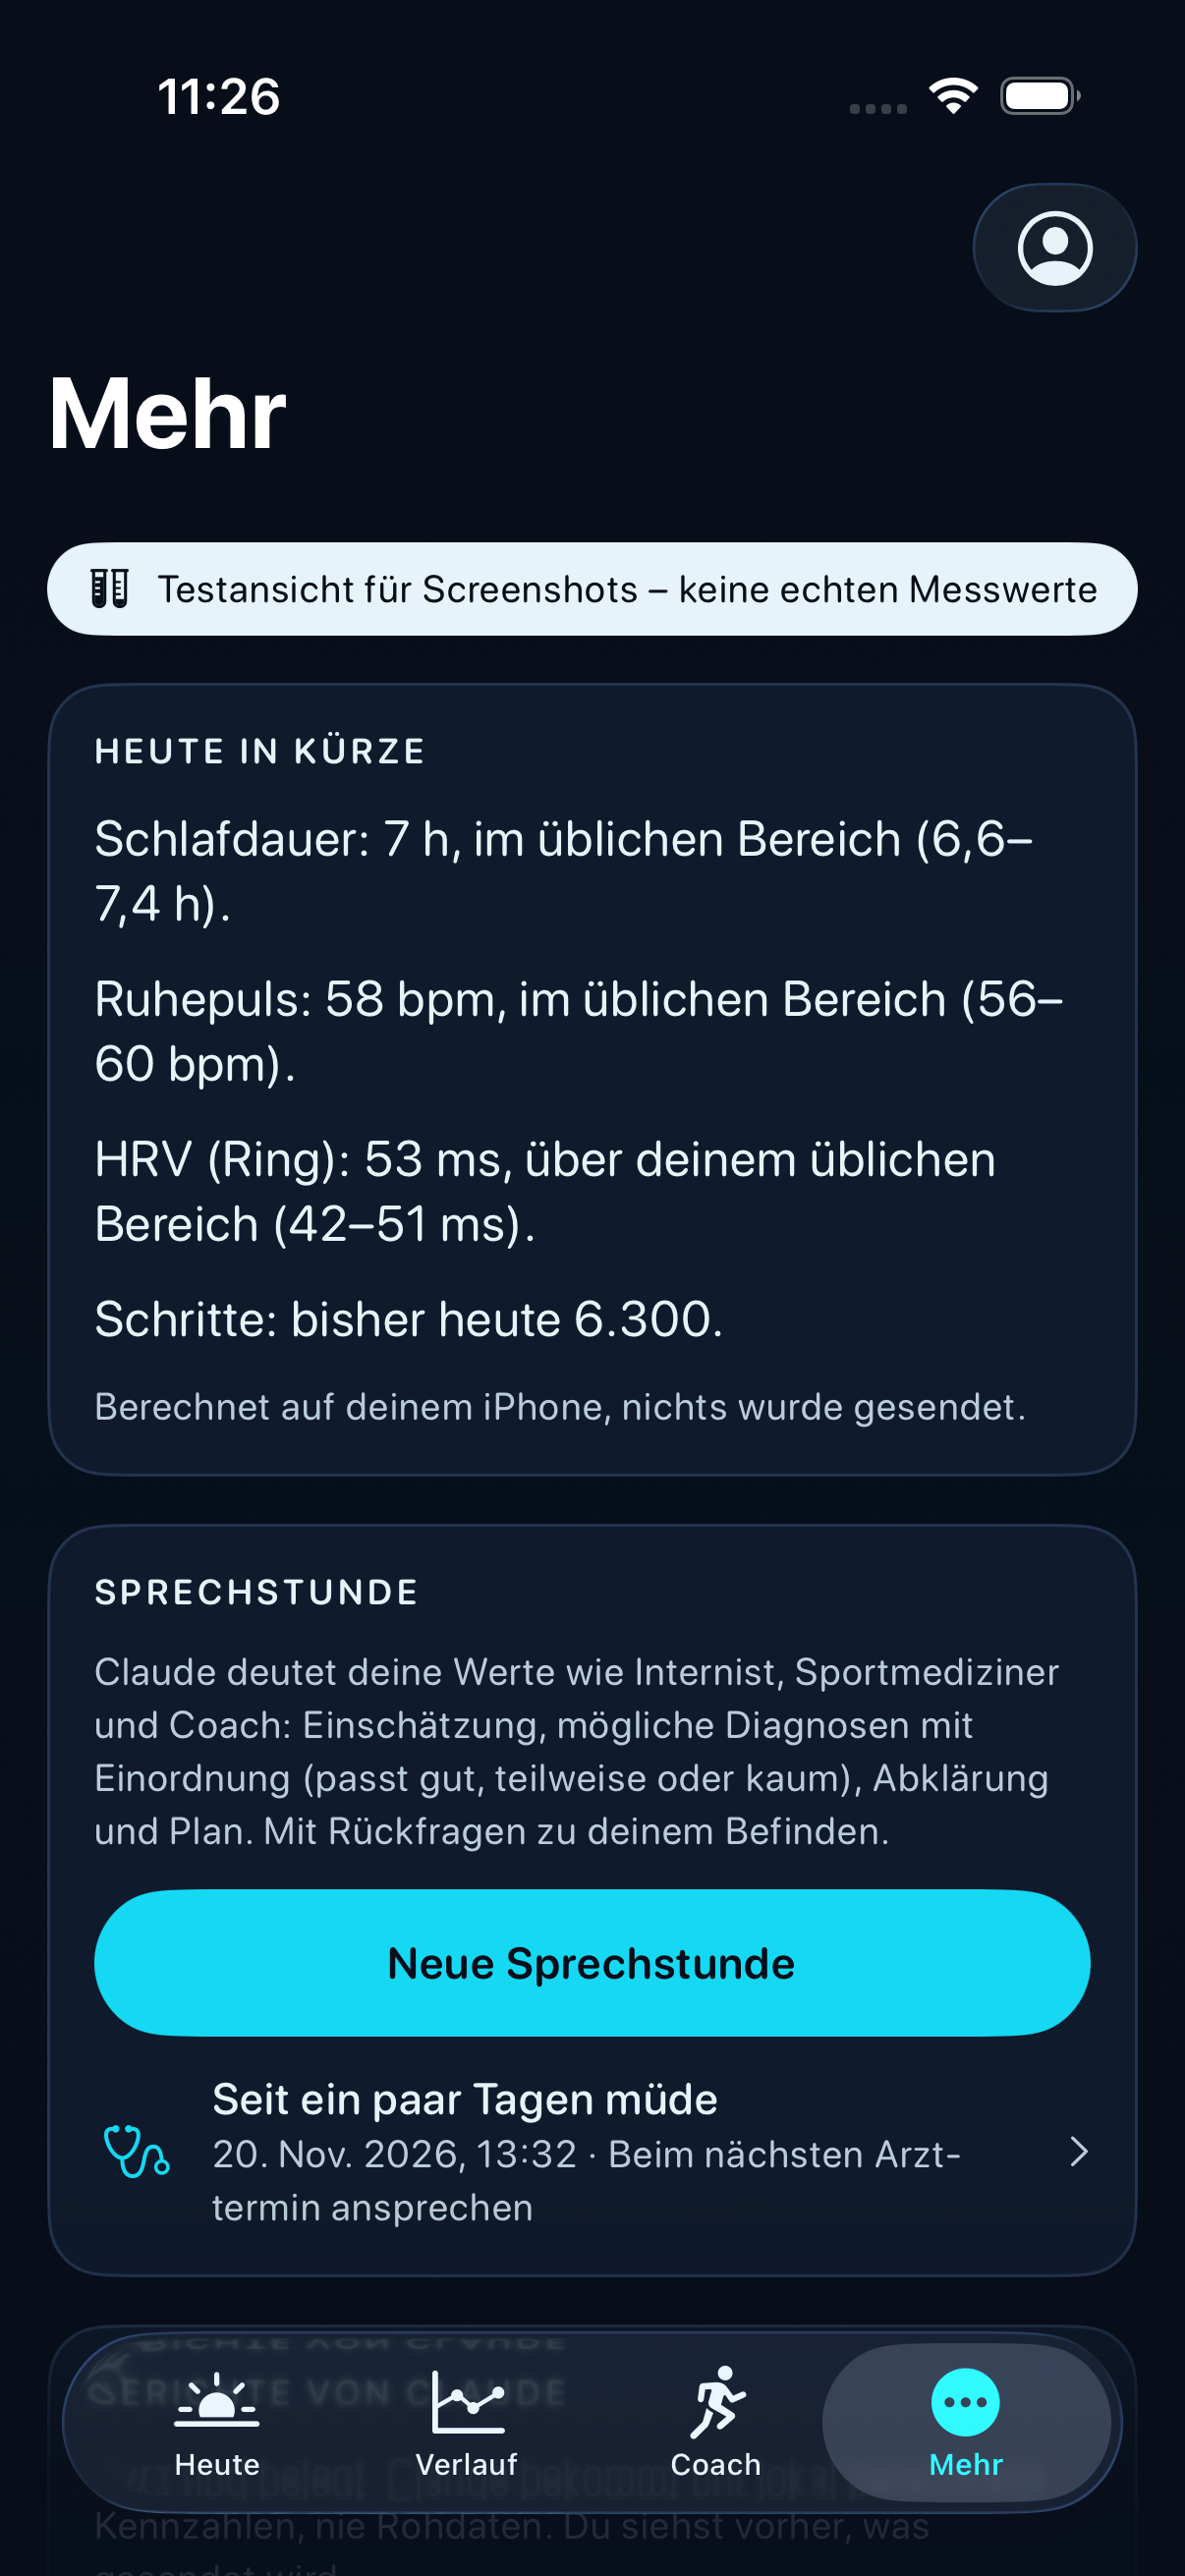 11:26
Mehr
Testansicht für Screenshots – keine echten Messwerte
HEUTE IN KÜRZE
Schlafdauer: 7 h, im üblichen Bereich (6,6–
7,4 h).
Ruhepuls: 58 bpm, im üblichen Bereich (56–
60 bpm).
HRV (Ring): 53 ms, über deinem üblichen
Bereich (42–51 ms).
Schritte: bisher heute 6.300.
Berechnet auf deinem iPhone, nichts wurde gesendet.
SPRECHSTUNDE
Claude deutet deine Werte wie Internist, Sportmediziner
und Coach: Einschätzung, mögliche Diagnosen mit
Einordnung (passt gut, teilweise oder kaum), Abklärung
und Plan. Mit Rückfragen zu deinem Befinden.
Neue Sprechstunde
Seit ein paar Tagen müde
20. Nov. 2026, 13:32 · Beim nächsten Arzt-
termin ansprechen
VON CLAUDE
Heute
Verlauf
Coach
Mehr
Kennzahlen, nie Rohdaten. Du siehst vorher, was